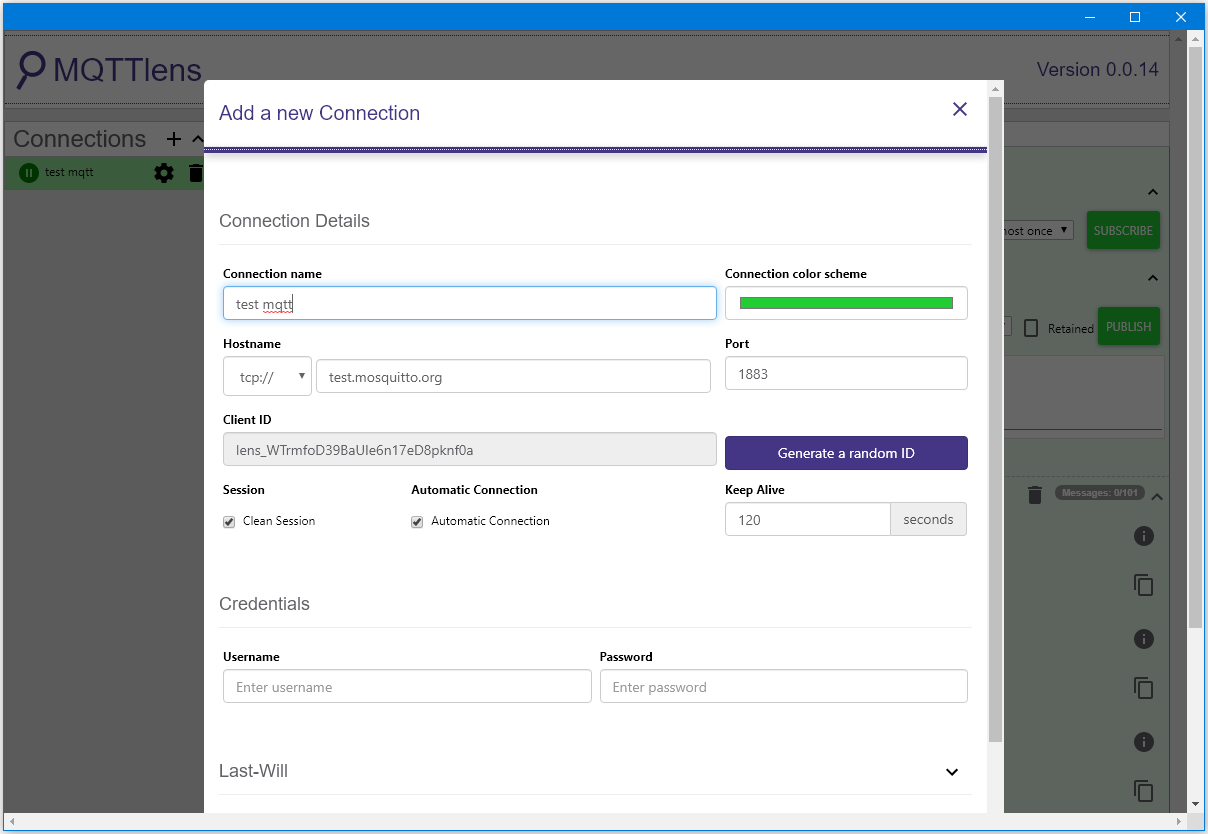 MQTTlens
Version 0.0.14
Connections
test mqtt
Add a new Connection
Connection Details
Connection name
Connection color scheme
test mqtt
Hostname
Port
tcp://
test.mosquitto.org
1883
Client ID
Generate a random ID
Session
Automatic Connection
Keep Alive
Clean Session
Automatic Connection
120
seconds
Credentials
Username
Password
Enter username
Enter password
Last-Will
once
SUBSCRIBE
Retained
PUBLISH
Messages: 0/101